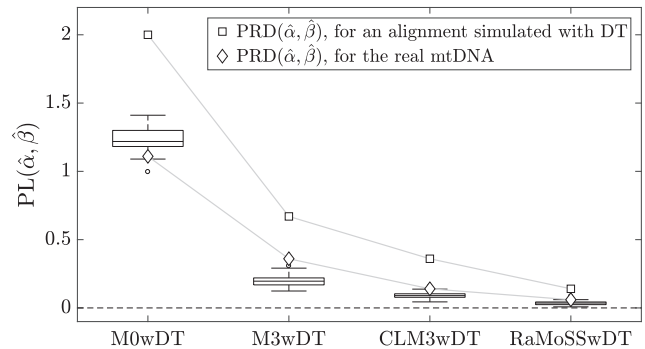 PRD(α̂, β̂), for an alignment simulated with DT
PRD(α̂, β̂), for the real mtDNA
PL(α̂, β̂)
2
1.5
1
0.5
0
M0wDT M3wDT CLM3wDT RaMoSSwDT